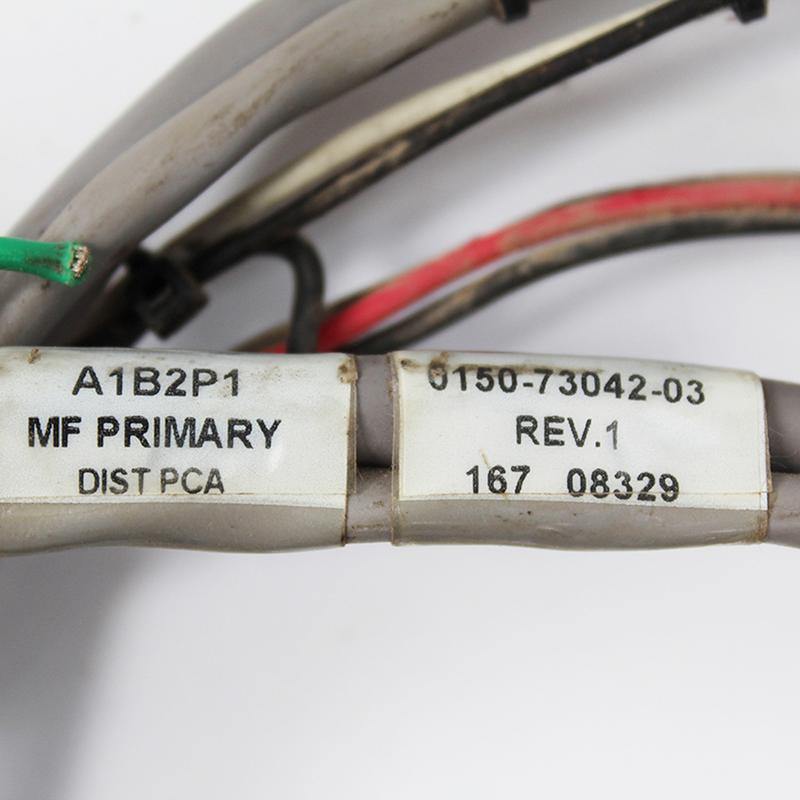 A1B2P1
MF PRIMARY
DIST PCA
0150-73042-03
REV.1
167 08329